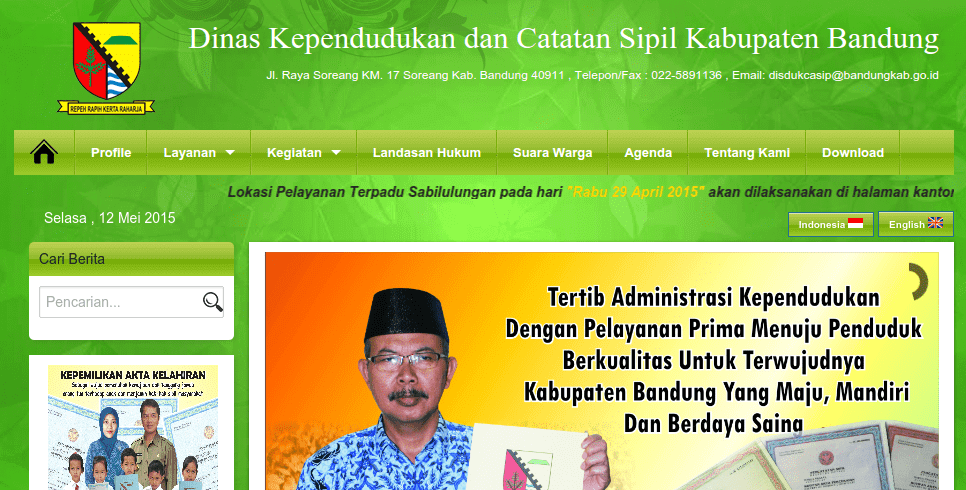 Dinas Kependudukan dan Catatan Sipil Kabupaten Bandung
Jl. Raya Soreang KM. 17 Soreang Kab. Bandung 40911 , Telepon/Fax : 022-5891136 , Email: disdukcasip@bandungkab.go.id
REPEH RAPIH KERTA RAHARJA
Profile Layanan Kegiatan Landasan Hukum Suara Warga Agenda Tentang Kami Download
Lokasi Pelayanan Terpadu Sabilulungan pada hari "Rabu 29 April 2015" akan dilaksanakan di halaman kantor
Selasa , 12 Mei 2015
Indonesia English
Cari Berita
Pencarian...
Tertib Administrasi Kependudukan
Dengan Pelayanan Prima Menuju Penduduk
Berkualitas Untuk Terwujudnya
Kabupaten Bandung Yang Maju, Mandiri
Dan Berdaya Saing
KEPEMILIKAN AKTA KELAHIRAN